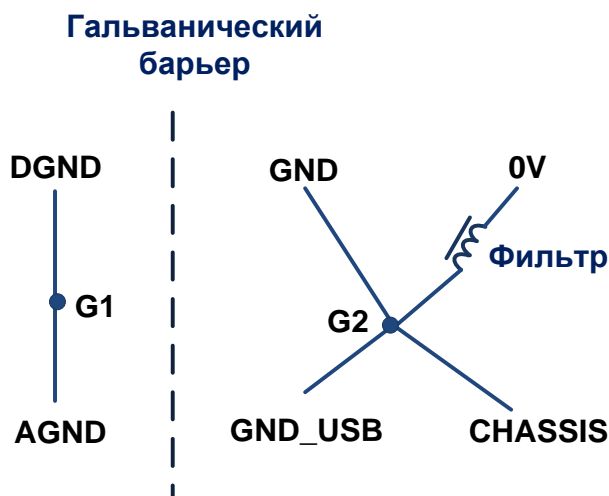 Гальванический
барьер
DGND
GND
0V
Фильтр
G1
G2
AGND
GND_USB
CHASSIS